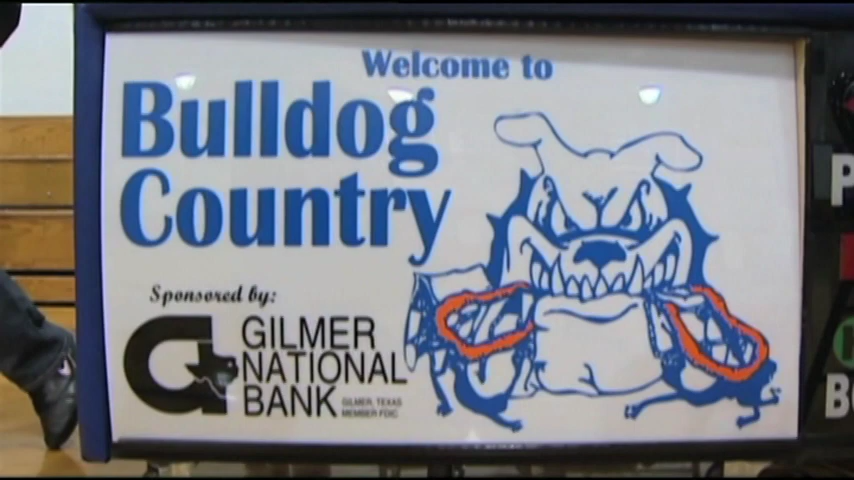 Welcome to
Bulldog
Country
Sponsored by:
GILMER
NATIONAL
BANK
GILMER, TEXAS
MEMBER FDIC